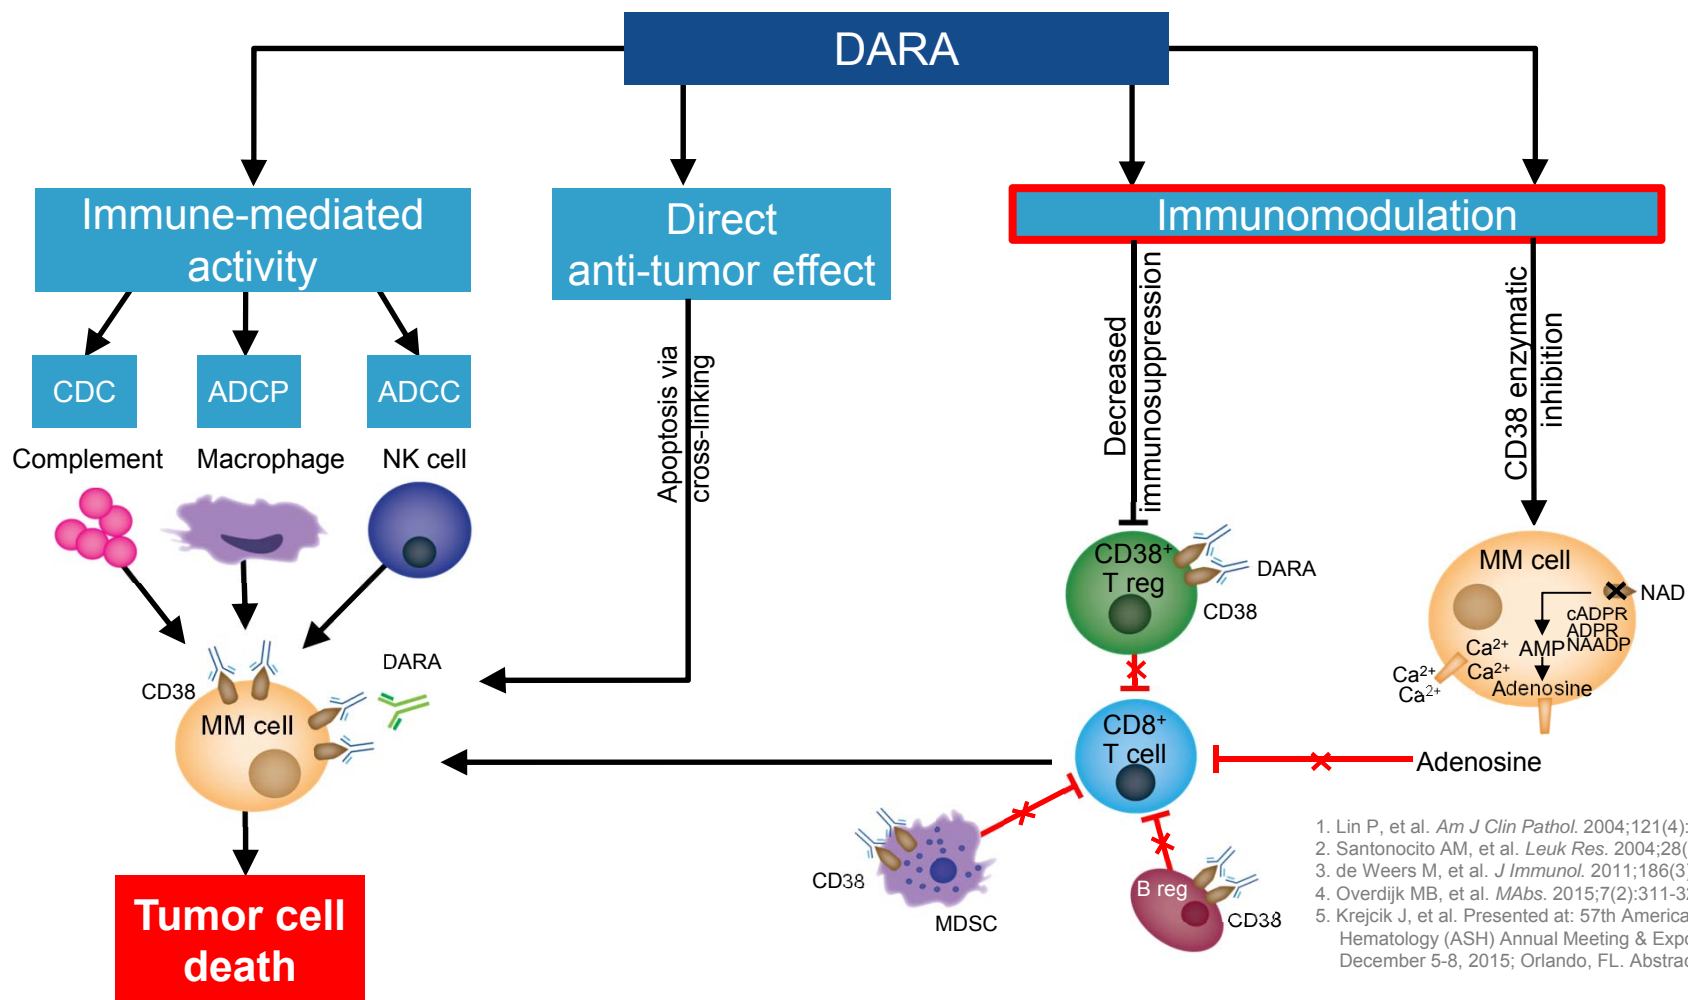 DARA
Immune-mediated
activity
Direct
anti-tumor effect
Immunomodulation
CDC
ADCP
ADCC
Complement
Macrophage
NK cell
Apoptosis via
cross-linking
Decreased
immunosuppression
CD38 enzymatic
inhibition
CD38⁺
T reg
DARA
CD38
MM cell
NAD
cADPR
ADPR
NAADP
AMP
Adenosine
Ca²⁺
Ca²⁺
Ca²⁺
Ca²⁺
DARA
CD38
MM cell
CD8⁺
T cell
Adenosine
CD38
MDSC
B reg
CD38
Tumor cell
death
1. Lin P, et al. Am J Clin Pathol. 2004;121(4):
2. Santonocito AM, et al. Leuk Res. 2004;28(
3. de Weers M, et al. J Immunol. 2011;186(3)
4. Overdijk MB, et al. MAbs. 2015;7(2):311-32
5. Krejcik J, et al. Presented at: 57th America
Hematology (ASH) Annual Meeting & Expo
December 5-8, 2015; Orlando, FL. Abstrac